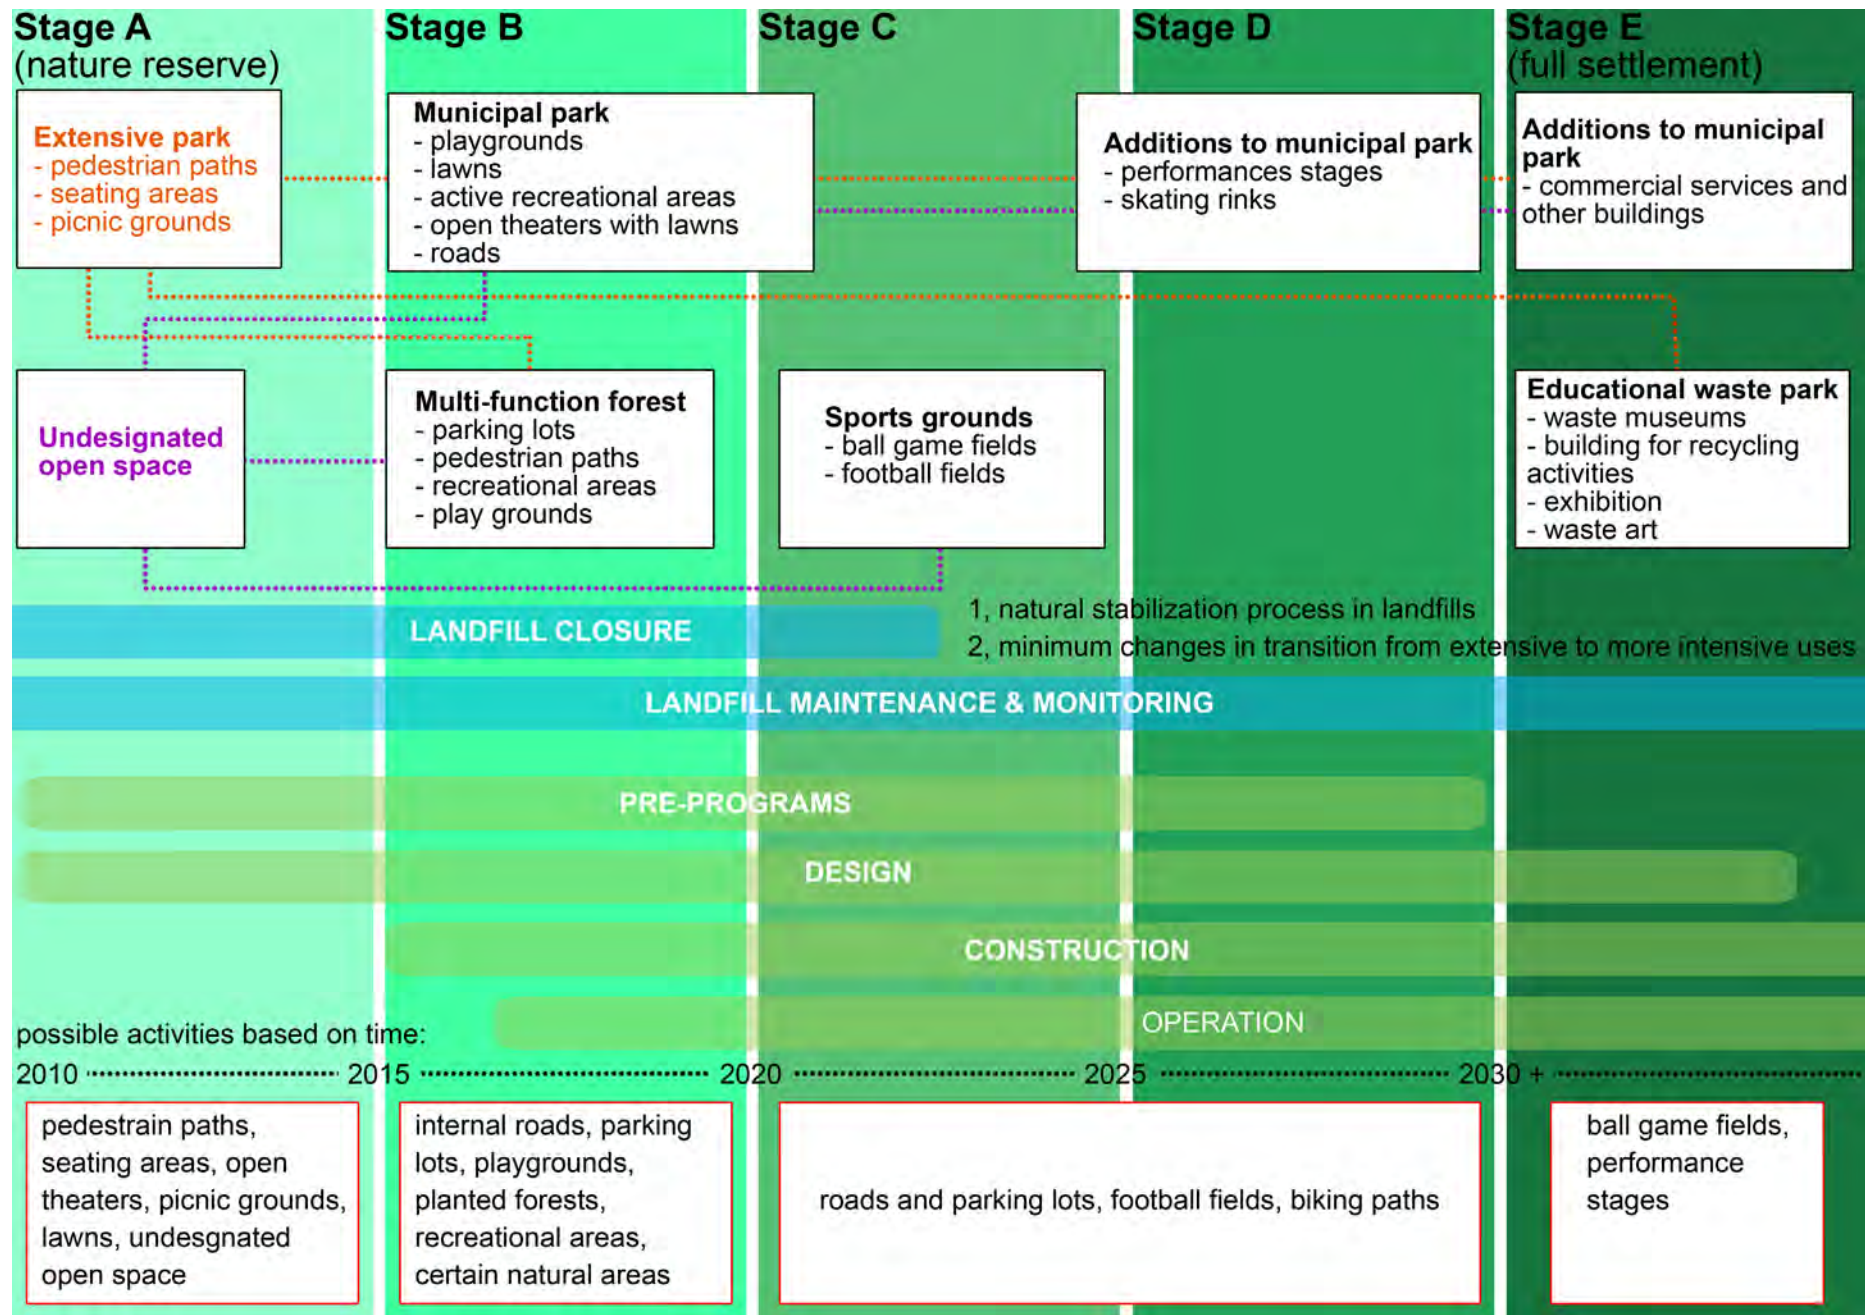 Stage A
(nature reserve)
Stage B
Stage C
Stage D
Stage E
(full settlement)
Extensive park
- pedestrian paths
- seating areas
- picnic grounds
Municipal park
- playgrounds
- lawns
- active recreational areas
- open theaters with lawns
- roads
Additions to municipal park
- performances stages
- skating rinks
Additions to municipal
park
- commercial services and
other buildings
Undesignated
open space
Multi-function forest
- parking lots
- pedestrian paths
- recreational areas
- play grounds
Sports grounds
- ball game fields
- football fields
Educational waste park
- waste museums
- building for recycling
activities
- exhibition
- waste art
LANDFILL CLOSURE
1, natural stabilization process in landfills
2, minimum changes in transition from extensive to more intensive uses
LANDFILL MAINTENANCE & MONITORING
PRE-PROGRAMS
DESIGN
CONSTRUCTION
OPERATION
possible activities based on time:
2010 2015 2020 2025 2030 +
pedestrain paths,
seating areas, open
theaters, picnic grounds,
lawns, undesgnated
open space
internal roads, parking
lots, playgrounds,
planted forests,
recreational areas,
certain natural areas
roads and parking lots, football fields, biking paths
ball game fields,
performance
stages